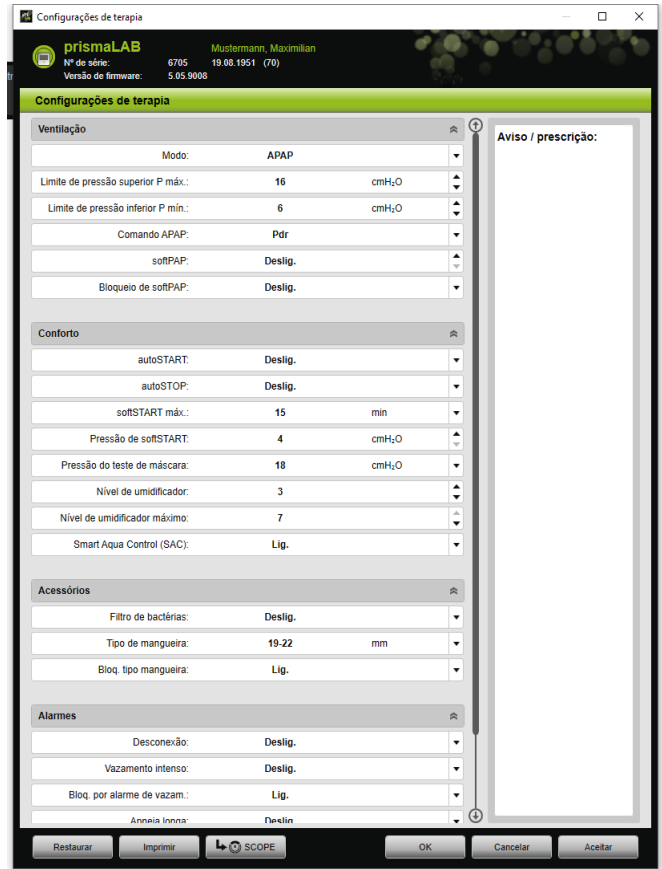 Configurações de terapia
prismaLAB Mustermann, Maximilian
Nº de série: 6705 19.08.1951 (70)
Versão de firmware: 5.05.9008
Configurações de terapia
Ventilação
Modo: APAP
Limite de pressão superior P máx.: 16 cmH₂O
Limite de pressão inferior P mín.: 6 cmH₂O
Comando APAP: Pdr
softPAP: Deslig.
Bloqueio de softPAP: Deslig.
Conforto
autoSTART: Deslig.
autoSTOP: Deslig.
softSTART máx.: 15 min
Pressão de softSTART: 4 cmH₂O
Pressão do teste de máscara: 18 cmH₂O
Nível de umidificador: 3
Nível de umidificador máximo: 7
Smart Aqua Control (SAC): Lig.
Acessórios
Filtro de bactérias: Deslig.
Tipo de mangueira: 19-22 mm
Bloq. tipo mangueira: Lig.
Alarmes
Desconexão: Deslig.
Vazamento intenso: Deslig.
Bloq. por alarme de vazam.: Lig.
Apneia longa: Deslig.
Aviso / prescrição:
Restaurar Imprimir SCOPE OK Cancelar Aceitar